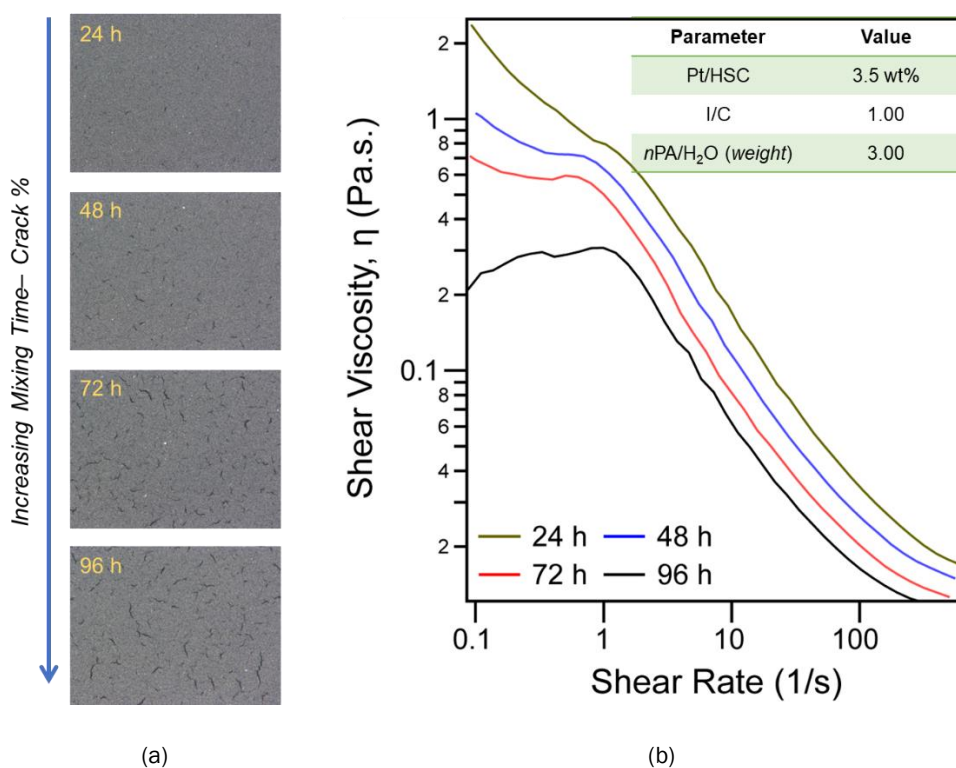 Increasing Mixing Time– Crack %
24 h
48 h
72 h
96 h
(a)
(b)
Shear Viscosity, η (Pa.s.)
2
1
8
6
4
2
0.1
8
6
4
2
Parameter Value
Pt/HSC 3.5 wt%
I/C 1.00
nPA/H₂O (weight) 3.00
24 h 48 h
72 h 96 h
0.1 1 10 100
Shear Rate (1/s)